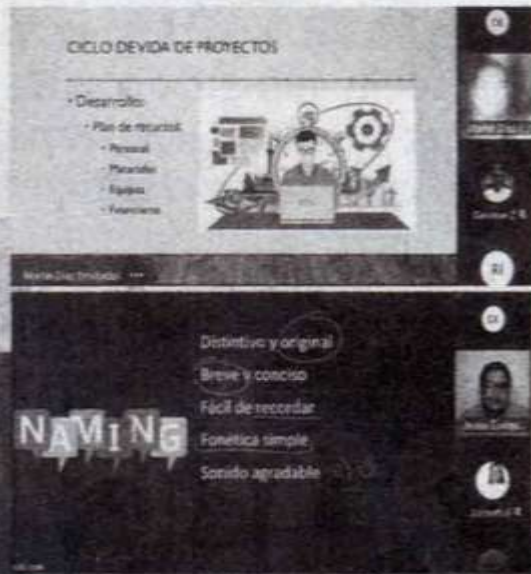 CICLO DE VIDA DE PROYECTOS
• Desarrollo:
• Plan de recursos
• Personal
• Materiales
• Equipos
• Financieros
RI
NAMING
Distintivo y original
Breve y conciso
Fácil de recordar
Fonética simple
Sonido agradable